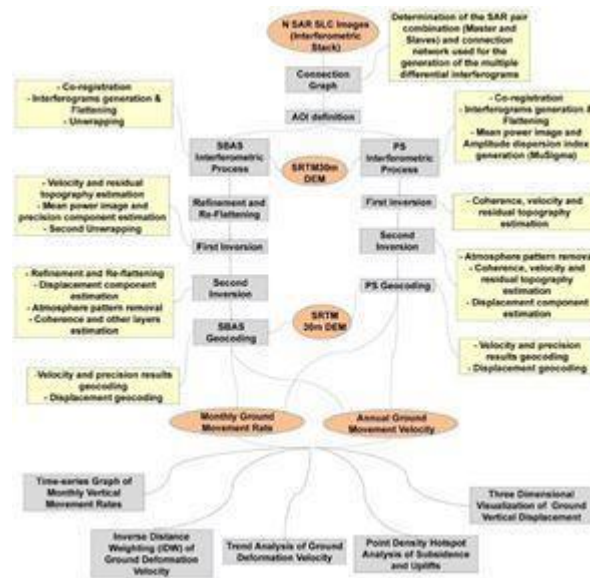 N SAR SLC Images
(Interferometric
Stack)
Determination of the SAR pair
combination (Master and
Slaves) and connection
network used for the
generation of the multiple
differential interferograms
Connection
Graph
AOI definition
- Co-registration
- Interferograms generation &
Flattening
- Unwrapping
SBAS
Interferometric
Process
SRTM30m
DEM
PS
Interferometric
Process
- Co-registration
- Interferograms generation &
Flattening
- Mean power image and
Amplitude dispersion index
generation (MuSigma)
- Velocity and residual
topography estimation
- Mean power image and
precision component estimation
- Second Unwrapping
Refinement and
Re-Flattening
First Inversion
First Inversion
- Coherence, velocity and
residual topography
estimation
Second
Inversion
- Atmosphere pattern removal
- Coherence, velocity and
residual topography
estimation
- Displacement component
estimation
- Refinement and Re-flattening
- Displacement component
estimation
- Atmosphere pattern removal
- Coherence and other layers
estimation
Second
Inversion
PS Geocoding
SBAS
Geocoding
SRTM
30m DEM
- Velocity and precision
results geocoding
- Displacement geocoding
- Velocity and precision
results geocoding
- Displacement geocoding
Monthly Ground
Movement Rate
Annual Ground
Movement Velocity
Time-series Graph of
Monthly Vertical
Movement Rates
Three Dimensional
Visualization of Ground
Vertical Displacement
Inverse Distance
Weighting (IDW) of
Ground Deformation
Velocity
Trend Analysis of Ground
Deformation Velocity
Point Density Hotspot
Analysis of Subsidence
and Uplifts